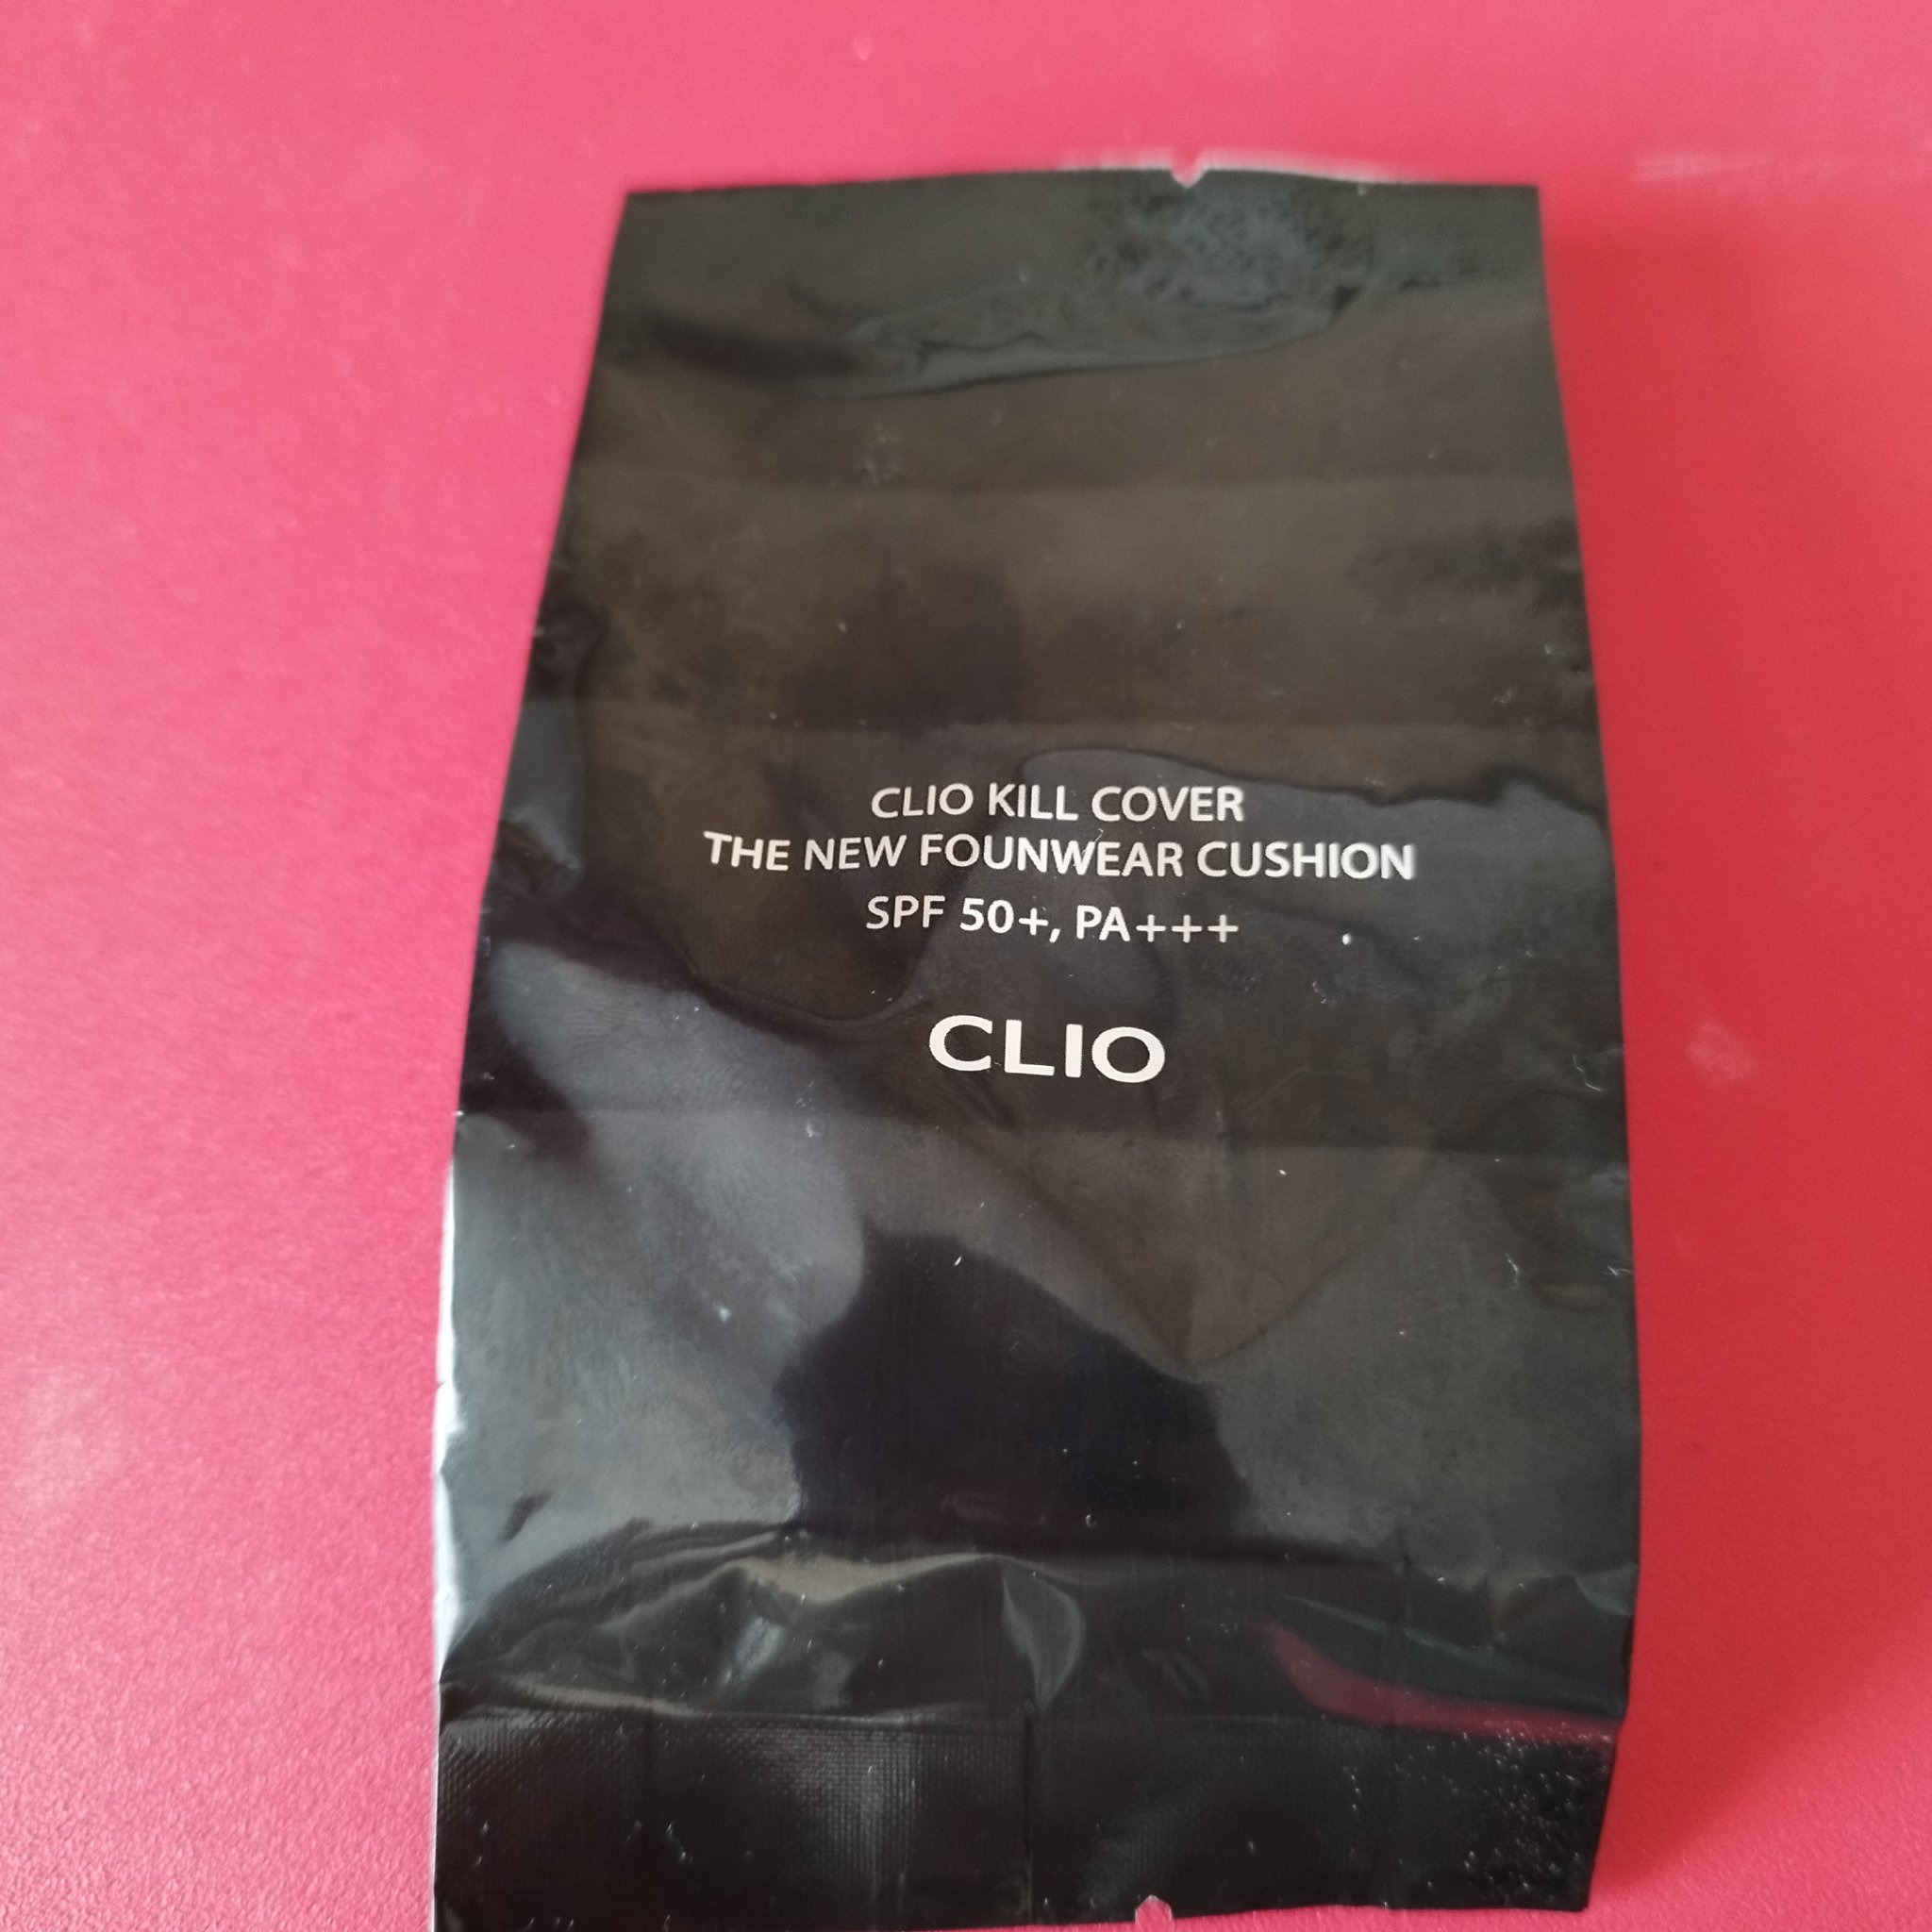 CLIO KILL COVER
THE NEW FOUNWEAR CUSHION
SPF 50+, PA+++
CLIO